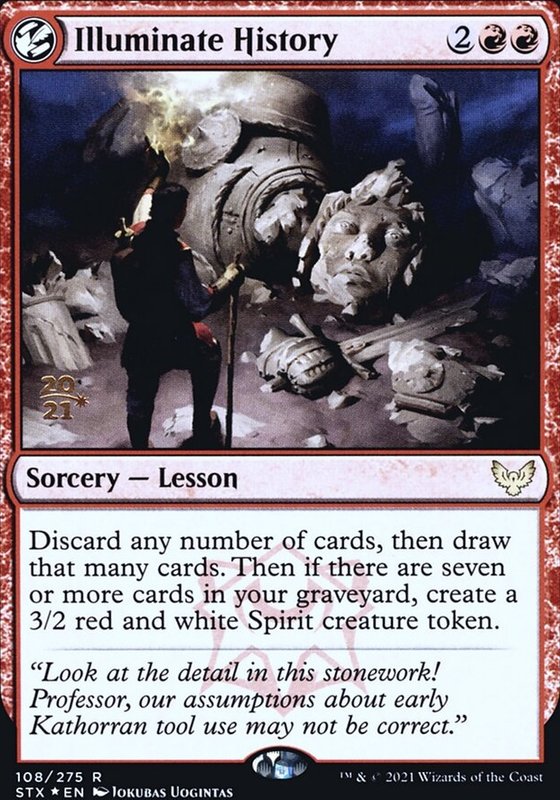 Illuminate History 2
20
21
Sorcery — Lesson
Discard any number of cards, then draw
that many cards. Then if there are seven
or more cards in your graveyard, create a
3/2 red and white Spirit creature token.
“Look at the detail in this stonework!
Professor, our assumptions about early
Kathorran tool use may not be correct.”
108/275 R
STX ★ EN Jokubas Uogintas
™ & © 2021 Wizards of the Coast